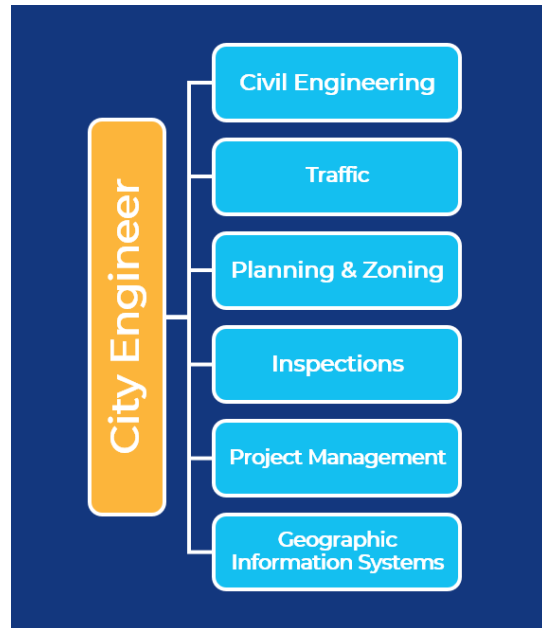 City Engineer
Civil Engineering
Traffic
Planning & Zoning
Inspections
Project Management
Geographic
Information Systems